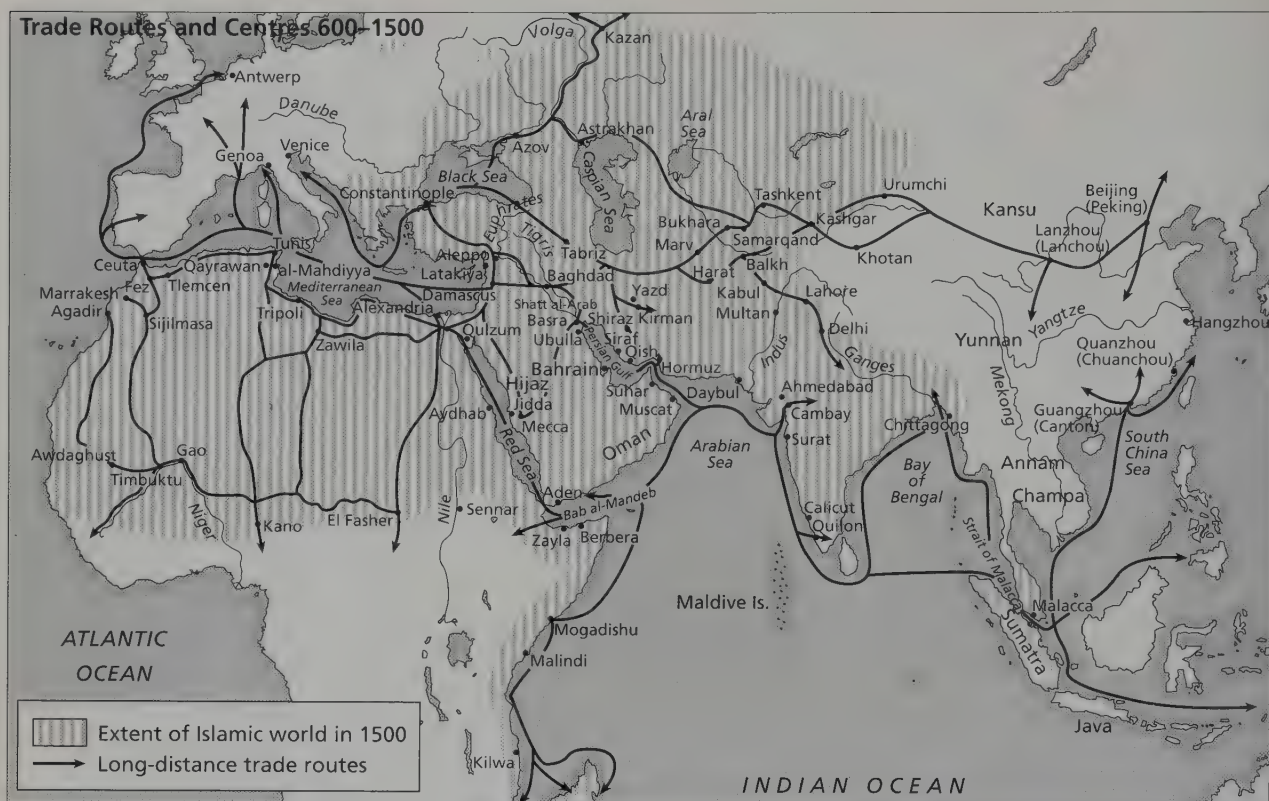 Trade Routes and Centres 600–1500
Volga
Kazan
Antwerp
Danube
Aral
Sea
Astrakhan
Genoa
Venice
Azov
Caspian Sea
Black Sea
Constantinople
Tashkent
Urumchi
Kansu
Beijing
(Peking)
Lanzhou
(Lanchou)
Euphrates
Tigris
Bukhara
Kashgar
Marv
Samarqand
Khotan
Tunis
Aleppo
Tabriz
Ceuta
Qayrawan
al-Mahdiyya
Latakiya
Baghdad
Harat
Balkh
Fez
Tlemcen
Mediterranean
Sea
Damascus
Yazd
Kabul
Lahore
Marrakesh
Agadir
Sijilmasa
Tripoli
Alexandria
Shatt al-Arab
Basra
Shiraz
Kirman
Multan
Zawila
Qulzum
Ubulla
Siraf
Qish
Persian Gulf
Indus
Delhi
Ganges
Yunnan
Yangtze
Hangzhou
Quanzhou
(Chuanchou)
Bahrain
Hormuz
Hijaz
Jidda
Mecca
Suhar
Muscat
Daybul
Ahmedabad
Cambay
Surat
Mekong
Guangzhou
(Canton)
Chittagong
Aydhab
Red Sea
Oman
Arabian
Sea
Bay
of
Bengal
Annam
Champa
South
China
Sea
Awdaghust
Gao
Timbuktu
Niger
Kano
El Fasher
Nile
Sennar
Aden
Bab al-Mandeb
Zayla
Berbera
Calicut
Quilon
Strait of Malacca
Malacca
Sumatra
Maldive Is.
Mogadishu
Malindi
ATLANTIC
OCEAN
Java
Extent of Islamic world in 1500
Long-distance trade routes
Kilwa
INDIAN OCEAN